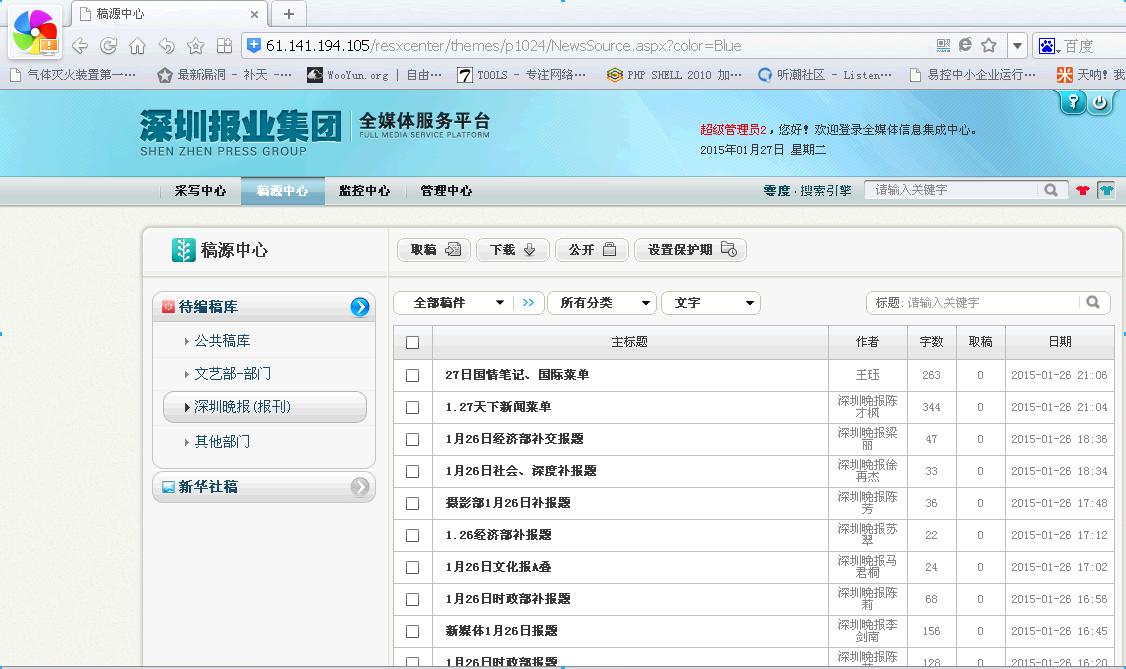 稿源中心
61.141.194.105/resxcenter/themes/p1024/NewsSource.aspx?color=Blue
百度
气体灭火装置第一···
最新漏洞 - 补天 -···
WooYun.org | 自由···
TOOLS - 专注网络···
PHP SHELL 2010 加···
听潮社区 - Listen···
易控中小企业运行···
天呐! 我
深圳报业集团
SHEN ZHEN PRESS GROUP
全媒体服务平台
FULL MEDIA SERVICE PLATFORM
超级管理员2，您好! 欢迎登录全媒体信息集成中心。
2015年01月27日 星期二
采写中心 稿源中心 监控中心 管理中心
零度·搜索引擎 请输入关键字
稿源中心
取稿 下载 公开 设置保护期
待编稿库
公共稿库
文艺部-部门
深圳晚报(报刊)
其他部门
新华社稿
全部稿件 >> 所有分类 文字 标题: 请输入关键字
主标题 作者 字数 取稿 日期
27日国情笔记、国际菜单 王珏 263 0 2015-01-26 21:06
1.27天下新闻菜单 深圳晚报陈才枫 344 0 2015-01-26 21:04
1月26日经济部补交报题 深圳晚报梁丽 47 0 2015-01-26 18:36
1月26日社会、深度补报题 深圳晚报徐再杰 33 0 2015-01-26 18:34
摄影部1月26日补报题 深圳晚报陈芳 36 0 2015-01-26 17:48
1.26经济部补报题 深圳晚报苏翠 22 0 2015-01-26 17:12
1月26日文化报A叠 深圳晚报马君桐 24 0 2015-01-26 17:02
1月26日时政部补报题 深圳晚报陈莉 68 0 2015-01-26 16:56
新媒体1月26日报题 深圳晚报李剑南 156 0 2015-01-26 16:45
1月26日时政部报题 深圳晚报陈 128 0 2015-01-26 16:20